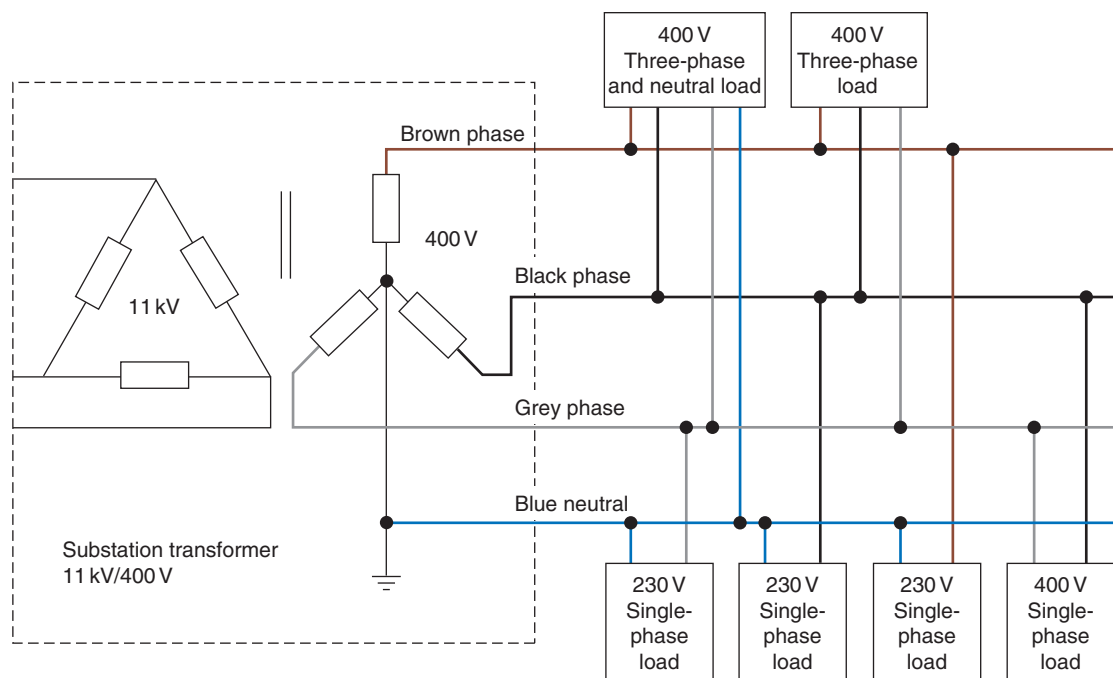 400 V
Three-phase
and neutral load
400 V
Three-phase
load
Brown phase
400 V
11 kV
Black phase
Grey phase
Blue neutral
Substation transformer
11 kV/400 V
230 V
Single-
phase
load
230 V
Single-
phase
load
230 V
Single-
phase
load
400 V
Single-
phase
load